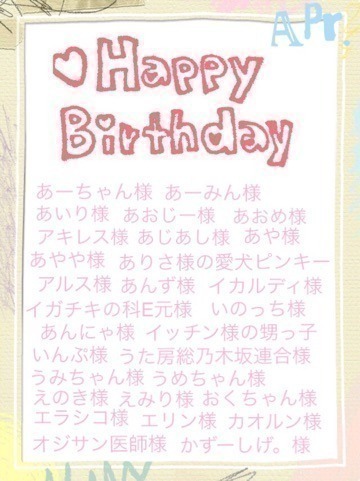 Apr.
♡Happy
Birthday
あーちゃん様 あーみん様
あいり様 あおじー様 あおめ様
アキレス様 あじあし様 あや様
あやや様 ありさ様の愛犬ピンキー
アルス様 あんず様 イカルディ様
イガチキの科E元様 いのっち様
あんにゃ様 イッチン様の甥っ子
いんぷ様 うた房総乃木坂連合様
うみちゃん様 うめちゃん様
えのき様 えみり様 おくちゃん様
エラシコ様 エリン様 カオルン様
オジサン医師様 かずーしげ。様